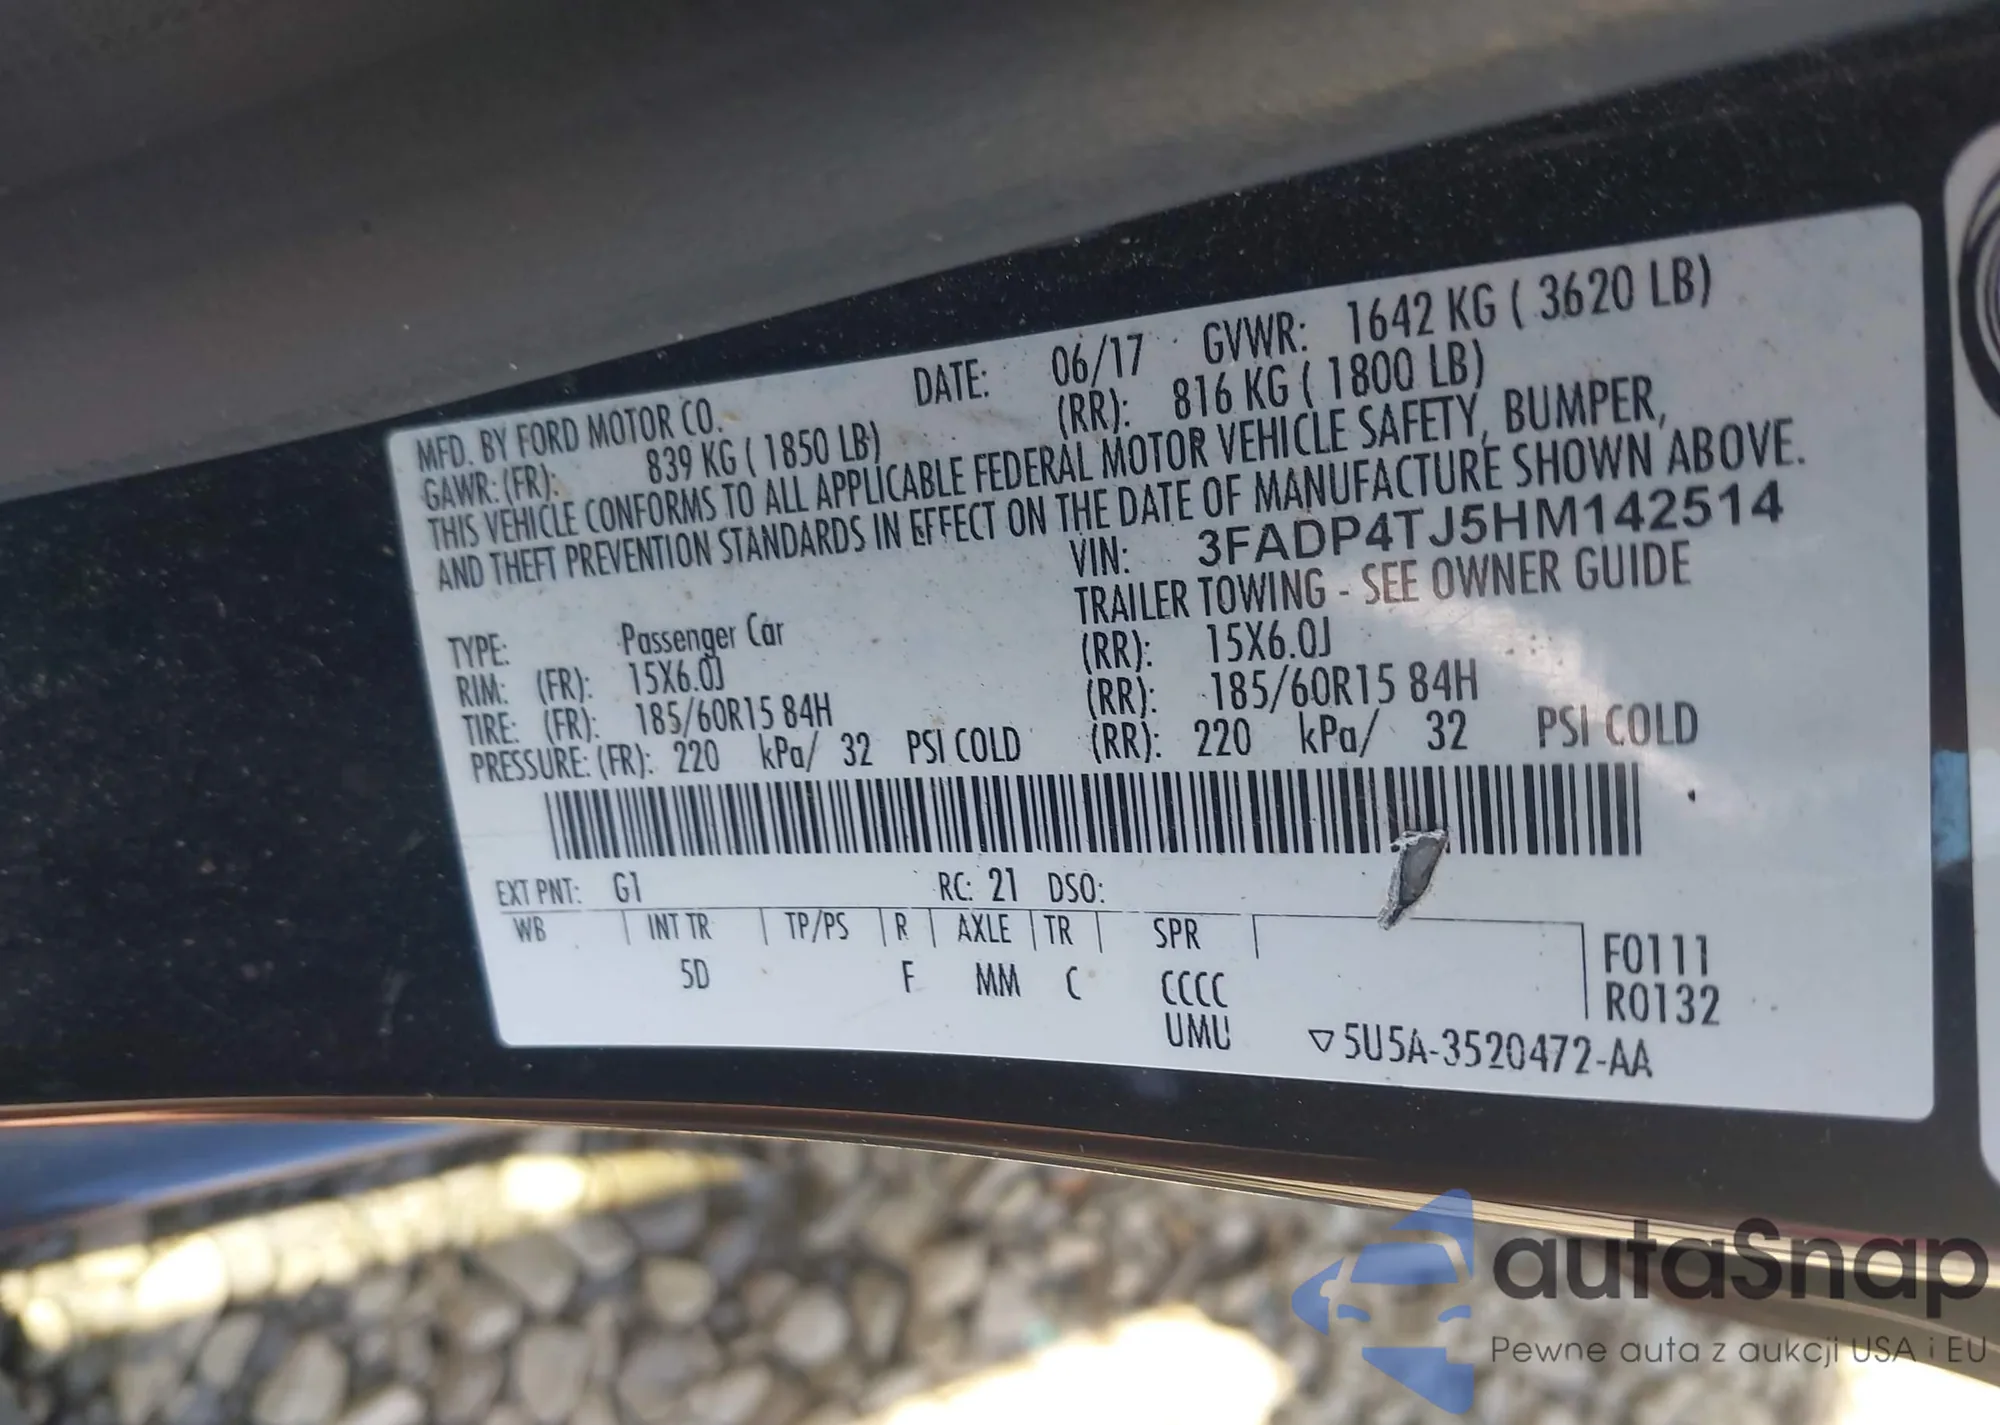 MFD. BY FORD MOTOR CO. DATE: 06/17 GVWR: 1642 KG ( 3620 LB)
GAWR: (FR): 839 KG ( 1850 LB) (RR): 816 KG ( 1800 LB)
THIS VEHICLE CONFORMS TO ALL APPLICABLE FEDERAL MOTOR VEHICLE SAFETY, BUMPER,
AND THEFT PREVENTION STANDARDS IN EFFECT ON THE DATE OF MANUFACTURE SHOWN ABOVE.
VIN: 3FADP4TJ5HM142514
TYPE: Passenger Car TRAILER TOWING - SEE OWNER GUIDE
RIM: (FR): 15X6.0J (RR): 15X6.0J
TIRE: (FR): 185/60R15 84H (RR): 185/60R15 84H
PRESSURE: (FR): 220 kPa/ 32 PSI COLD (RR): 220 kPa/ 32 PSI COLD
EXT PNT: G1 RC: 21 DSO:
WB INT TR TP/PS R AXLE TR SPR
5D F MM C CCCC
UMU
F0111
R0132
▽5U5A-3520472-AA
autaSnap
Pewne auta z aukcji USA i EU